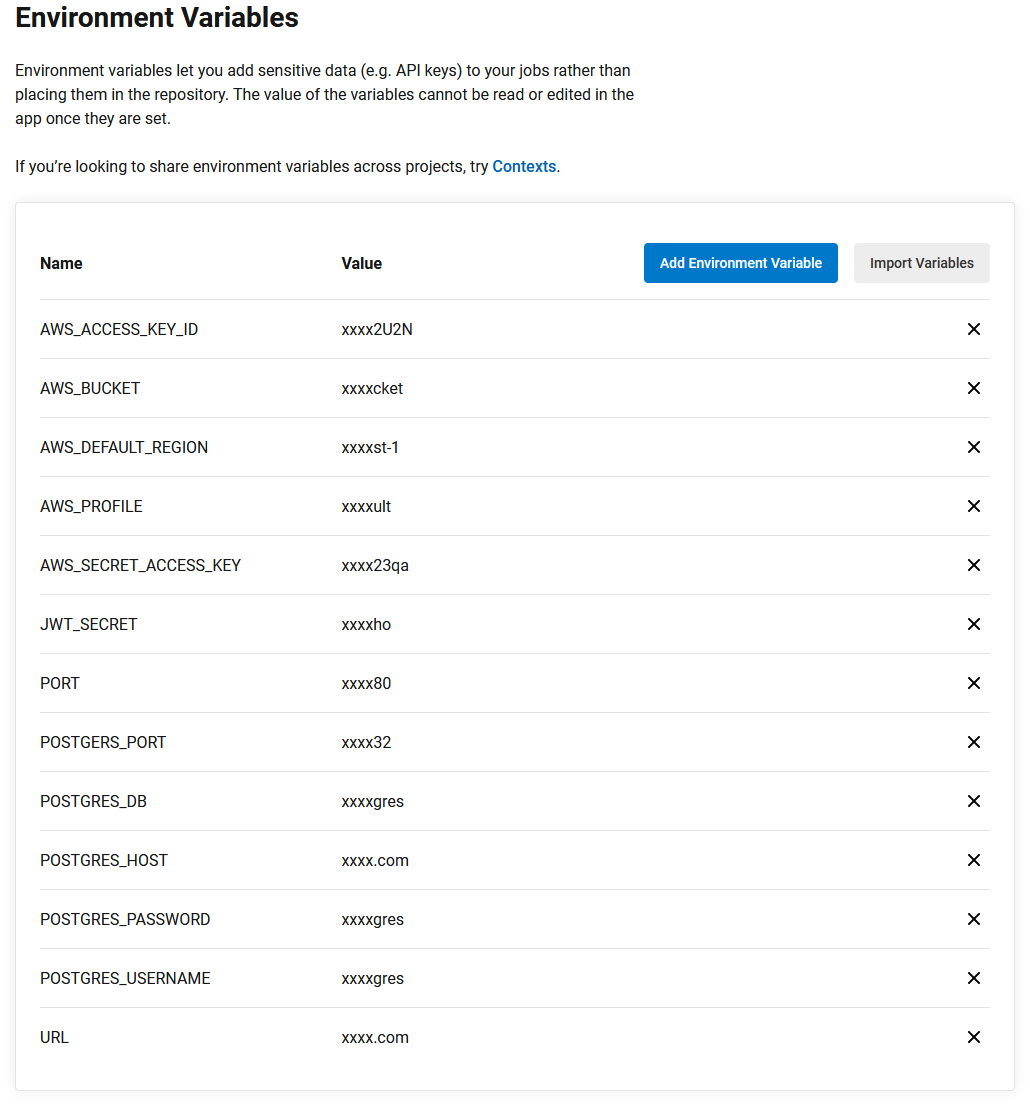 Environment Variables
Environment variables let you add sensitive data (e.g. API keys) to your jobs rather than
placing them in the repository. The value of the variables cannot be read or edited in the
app once they are set.
If you’re looking to share environment variables across projects, try Contexts.
Name Value Add Environment Variable Import Variables
AWS_ACCESS_KEY_ID xxxx2U2N
AWS_BUCKET xxxxcket
AWS_DEFAULT_REGION xxxxst-1
AWS_PROFILE xxxxult
AWS_SECRET_ACCESS_KEY xxxx23qa
JWT_SECRET xxxxho
PORT xxxx80
POSTGERS_PORT xxxx32
POSTGRES_DB xxxxgres
POSTGRES_HOST xxxx.com
POSTGRES_PASSWORD xxxxgres
POSTGRES_USERNAME xxxxgres
URL xxxx.com